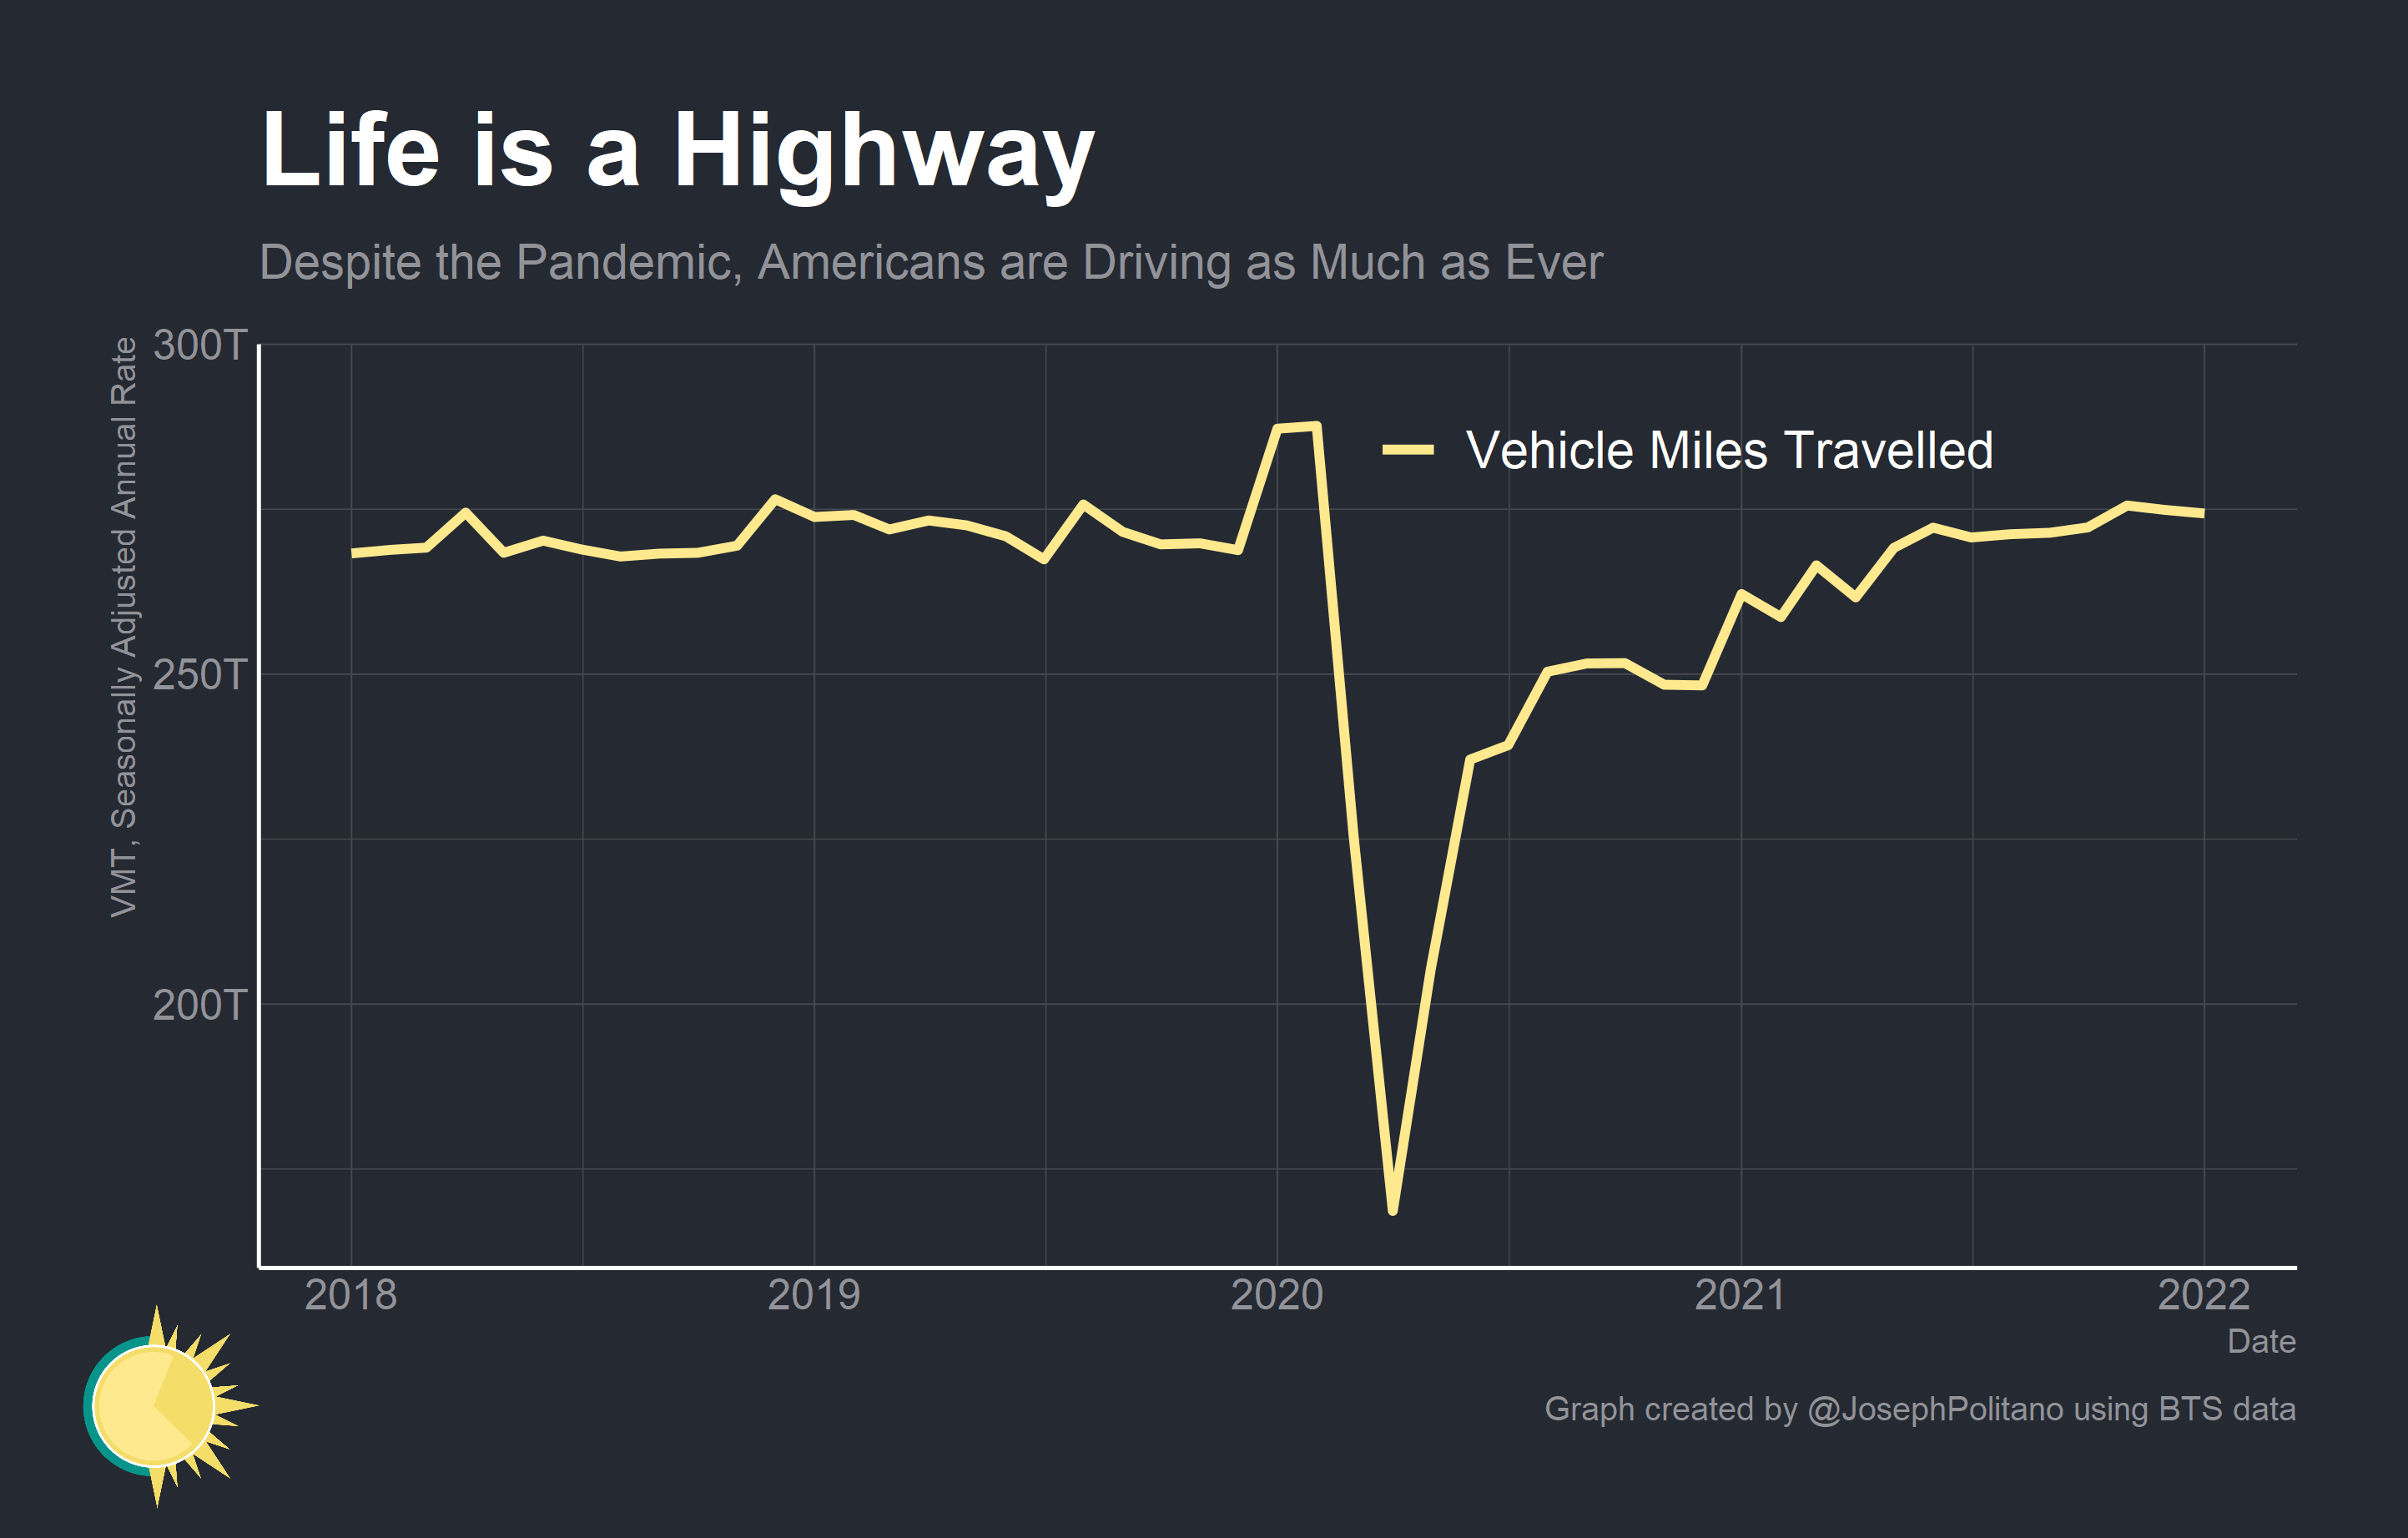 Life is a Highway
Despite the Pandemic, Americans are Driving as Much as Ever
VMT, Seasonally Adjusted Annual Rate
300T
250T
200T
Vehicle Miles Travelled
2018
2019
2020
2021
2022
Date
Graph created by @JosephPolitano using BTS data